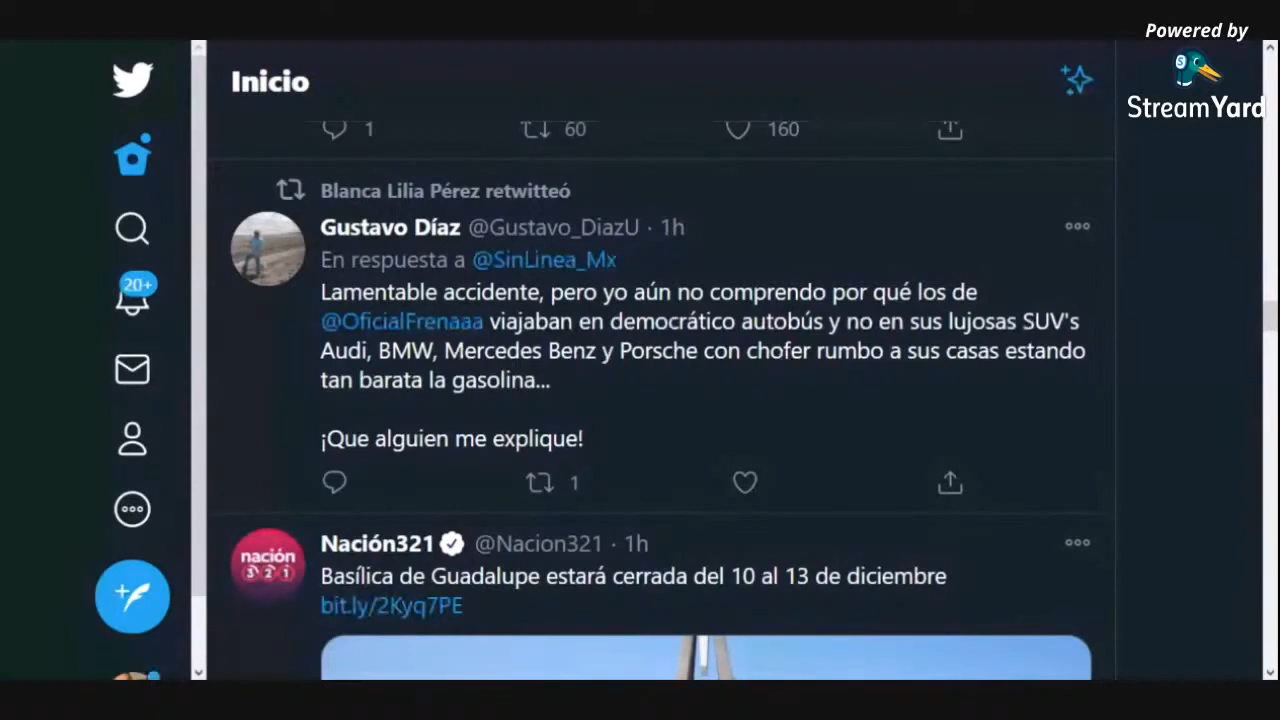 Powered by
StreamYard
Inicio
1 60 160
Blanca Lilia Pérez retwitteó
Gustavo Díaz @Gustavo_DiazU · 1h
En respuesta a @SinLinea_Mx
Lamentable accidente, pero yo aún no comprendo por qué los de
@OficialFrenaaa viajaban en democrático autobús y no en sus lujosas SUV's
Audi, BMW, Mercedes Benz y Porsche con chofer rumbo a sus casas estando
tan barata la gasolina...
¡Que alguien me explique!
1
20+
nación
321
Nación321 @Nacion321 · 1h
Basílica de Guadalupe estará cerrada del 10 al 13 de diciembre
bit.ly/2Kyq7PE